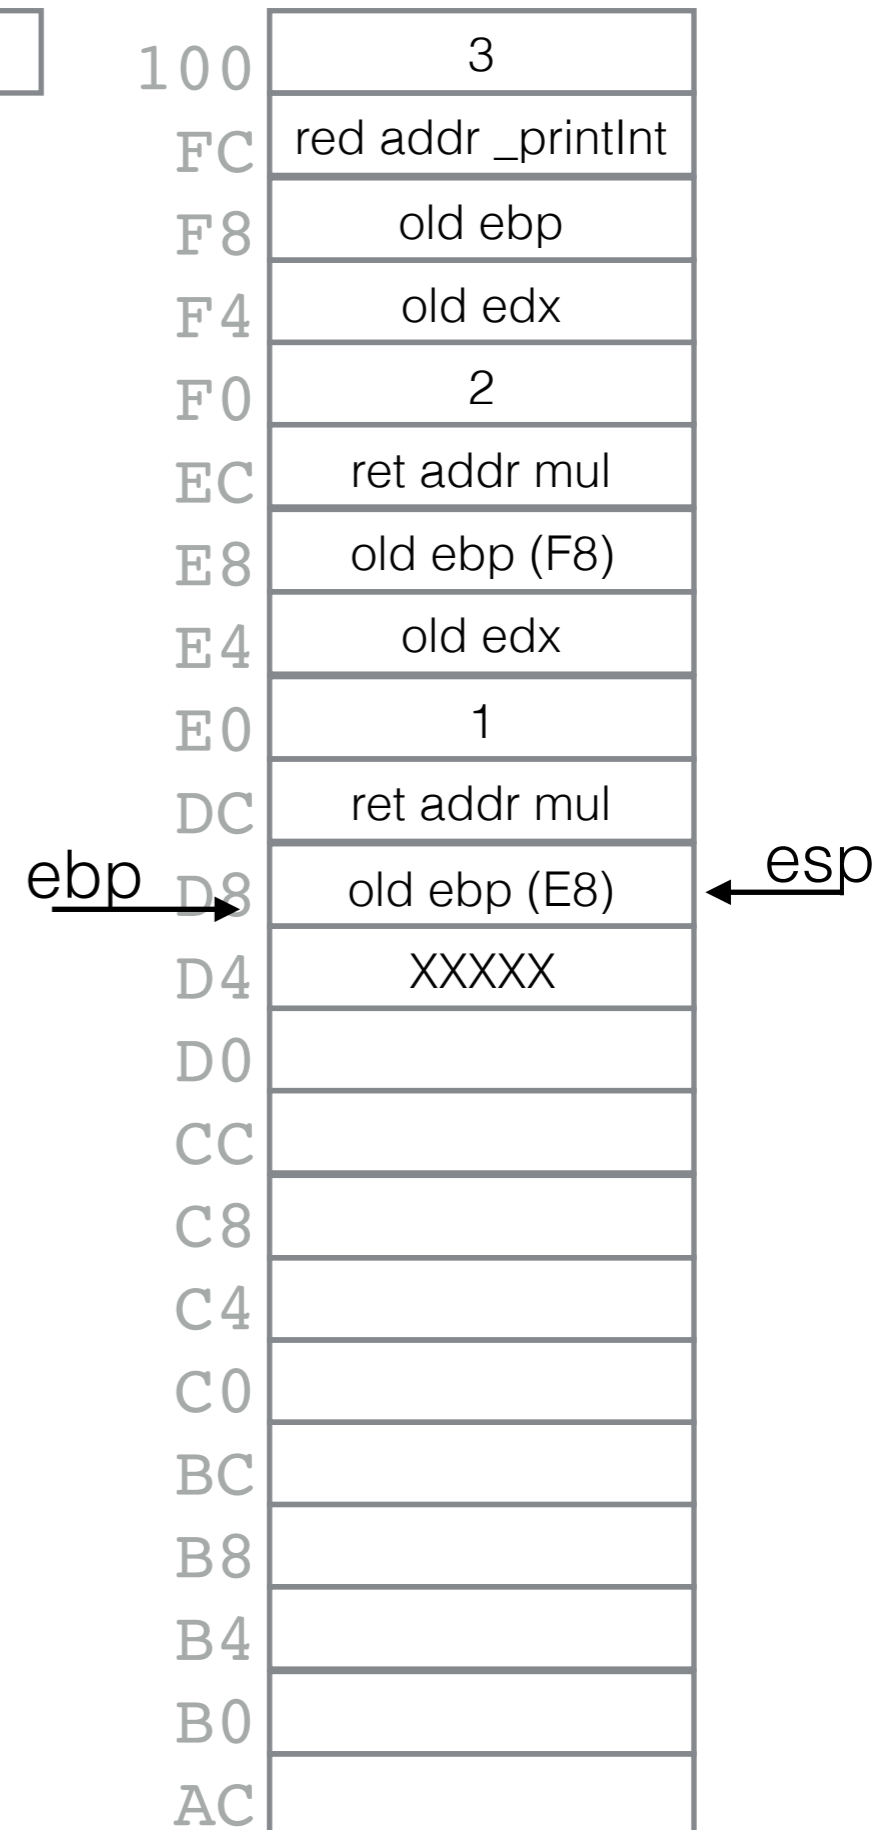 100 3
FC red addr _printInt
F8 old ebp
F4 old edx
F0 2
EC ret addr mul
E8 old ebp (F8)
E4 old edx
E0 1
DC ret addr mul
ebp D8 old ebp (E8) esp
D4 XXXXX
D0
CC
C8
C4
C0
BC
B8
B4
B0
AC